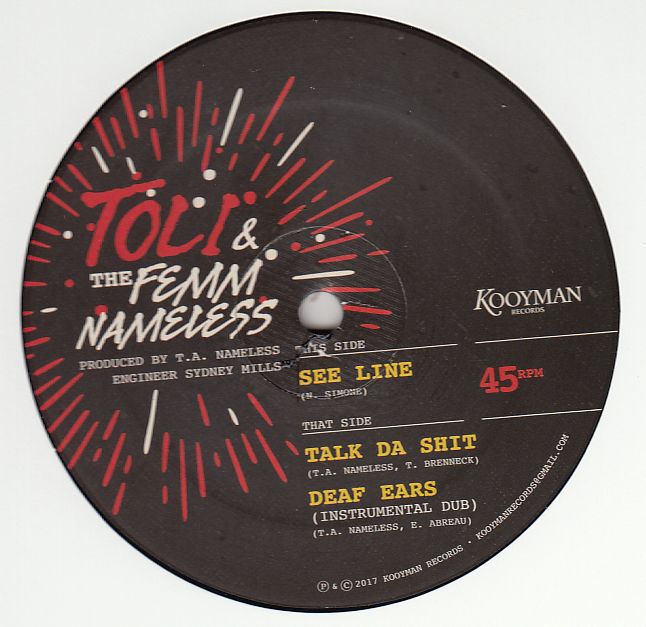 TOLI &
THE FEMM
NAMELESS
PRODUCED BY T.A. NAMELESS
ENGINEER SYDNEY MILLS
THIS SIDE
SEE LINE
(N. SIMONE)
KOOYMAN
RECORDS
45RPM
THAT SIDE
TALK DA SHIT
(T.A. NAMELESS, T. BRENNECK)
DEAF EARS
(INSTRUMENTAL DUB)
(T.A. NAMELESS, E. ABREAU)
Ⓟ & © 2017 KOOYMAN RECORDS · KOOYMANRECORDS@GMAIL.COM